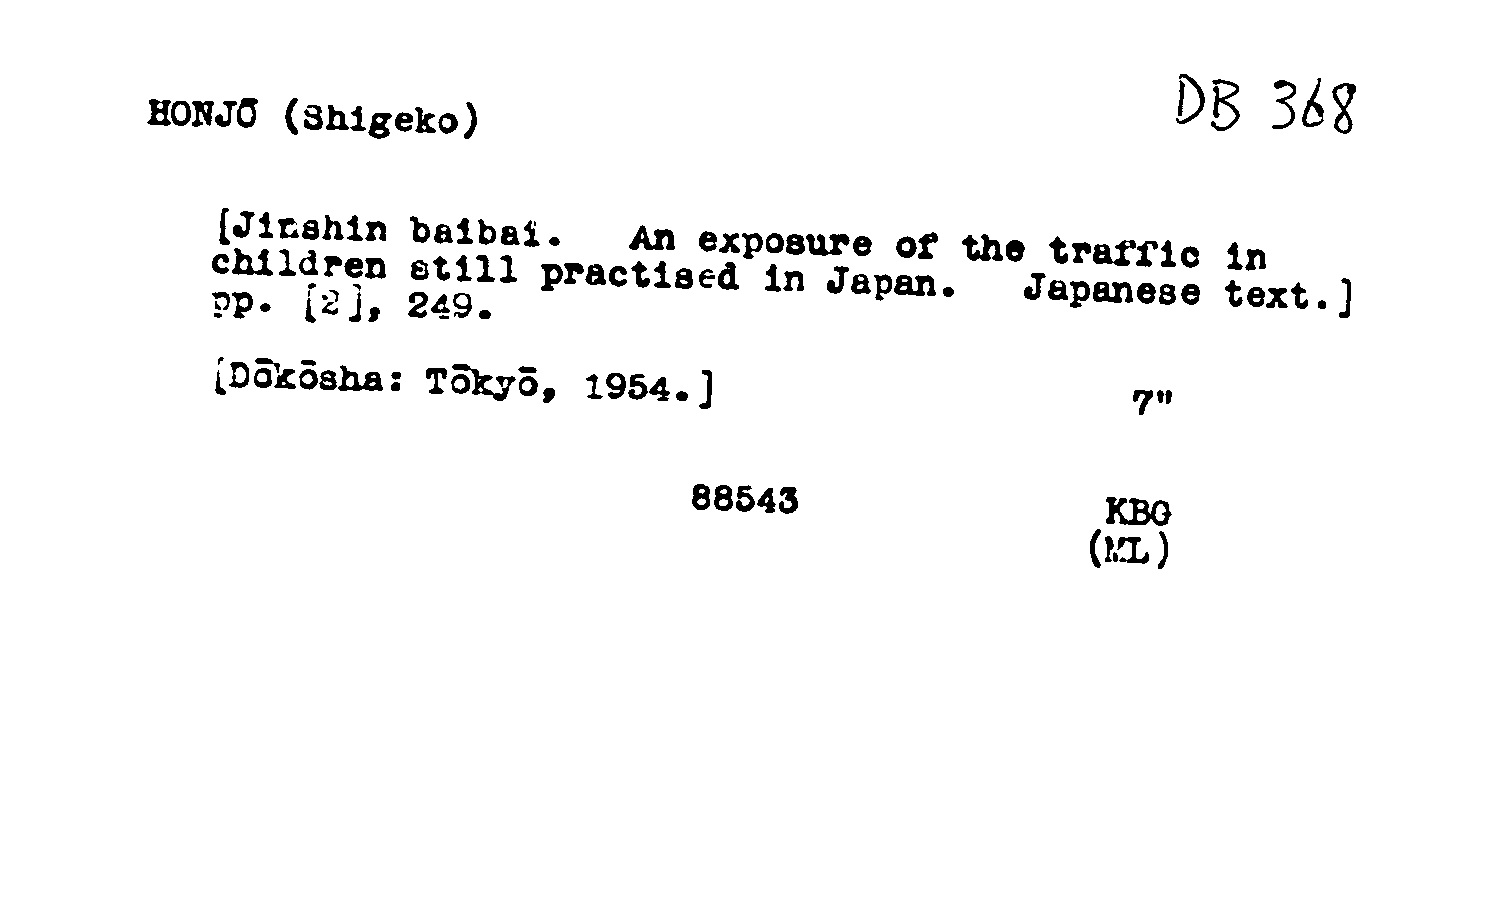 HONJŌ (Shigeko)
DB 368
[Jinshin baibai. An exposure of the traffic in
children still practised in Japan. Japanese text.]
pp. [2], 249.
[Dōkōsha: Tōkyō, 1954.]
7"
88543
KBG
(ML)